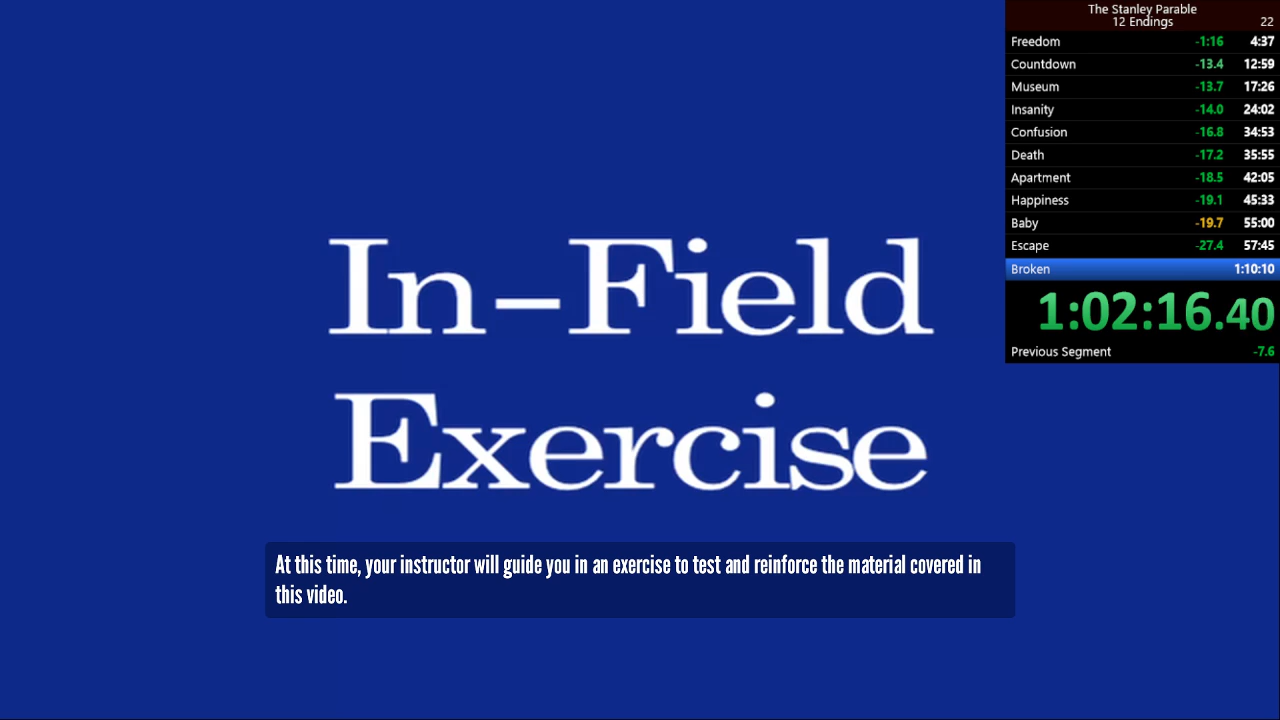 In–Field
Exercise
At this time, your instructor will guide you in an exercise to test and reinforce the material covered in
this video.
The Stanley Parable
12 Endings 22
Freedom -1:16 4:37
Countdown -13.4 12:59
Museum -13.7 17:26
Insanity -14.0 24:02
Confusion -16.8 34:53
Death -17.2 35:55
Apartment -18.5 42:05
Happiness -19.1 45:33
Baby -19.7 55:00
Escape -27.4 57:45
Broken 1:10:10
1:02:16.40
Previous Segment -7.6